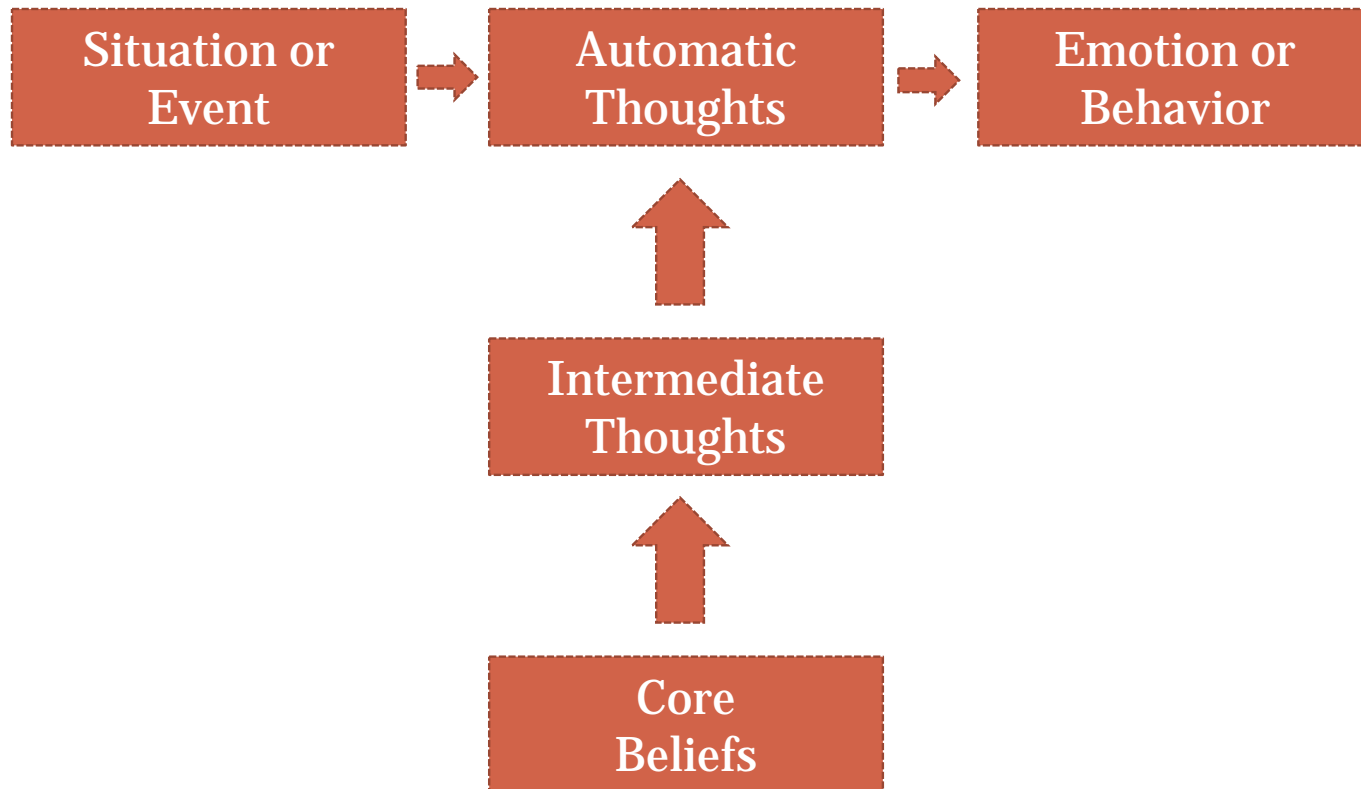 Situation or
Event
Automatic
Thoughts
Emotion or
Behavior
Intermediate
Thoughts
Core
Beliefs